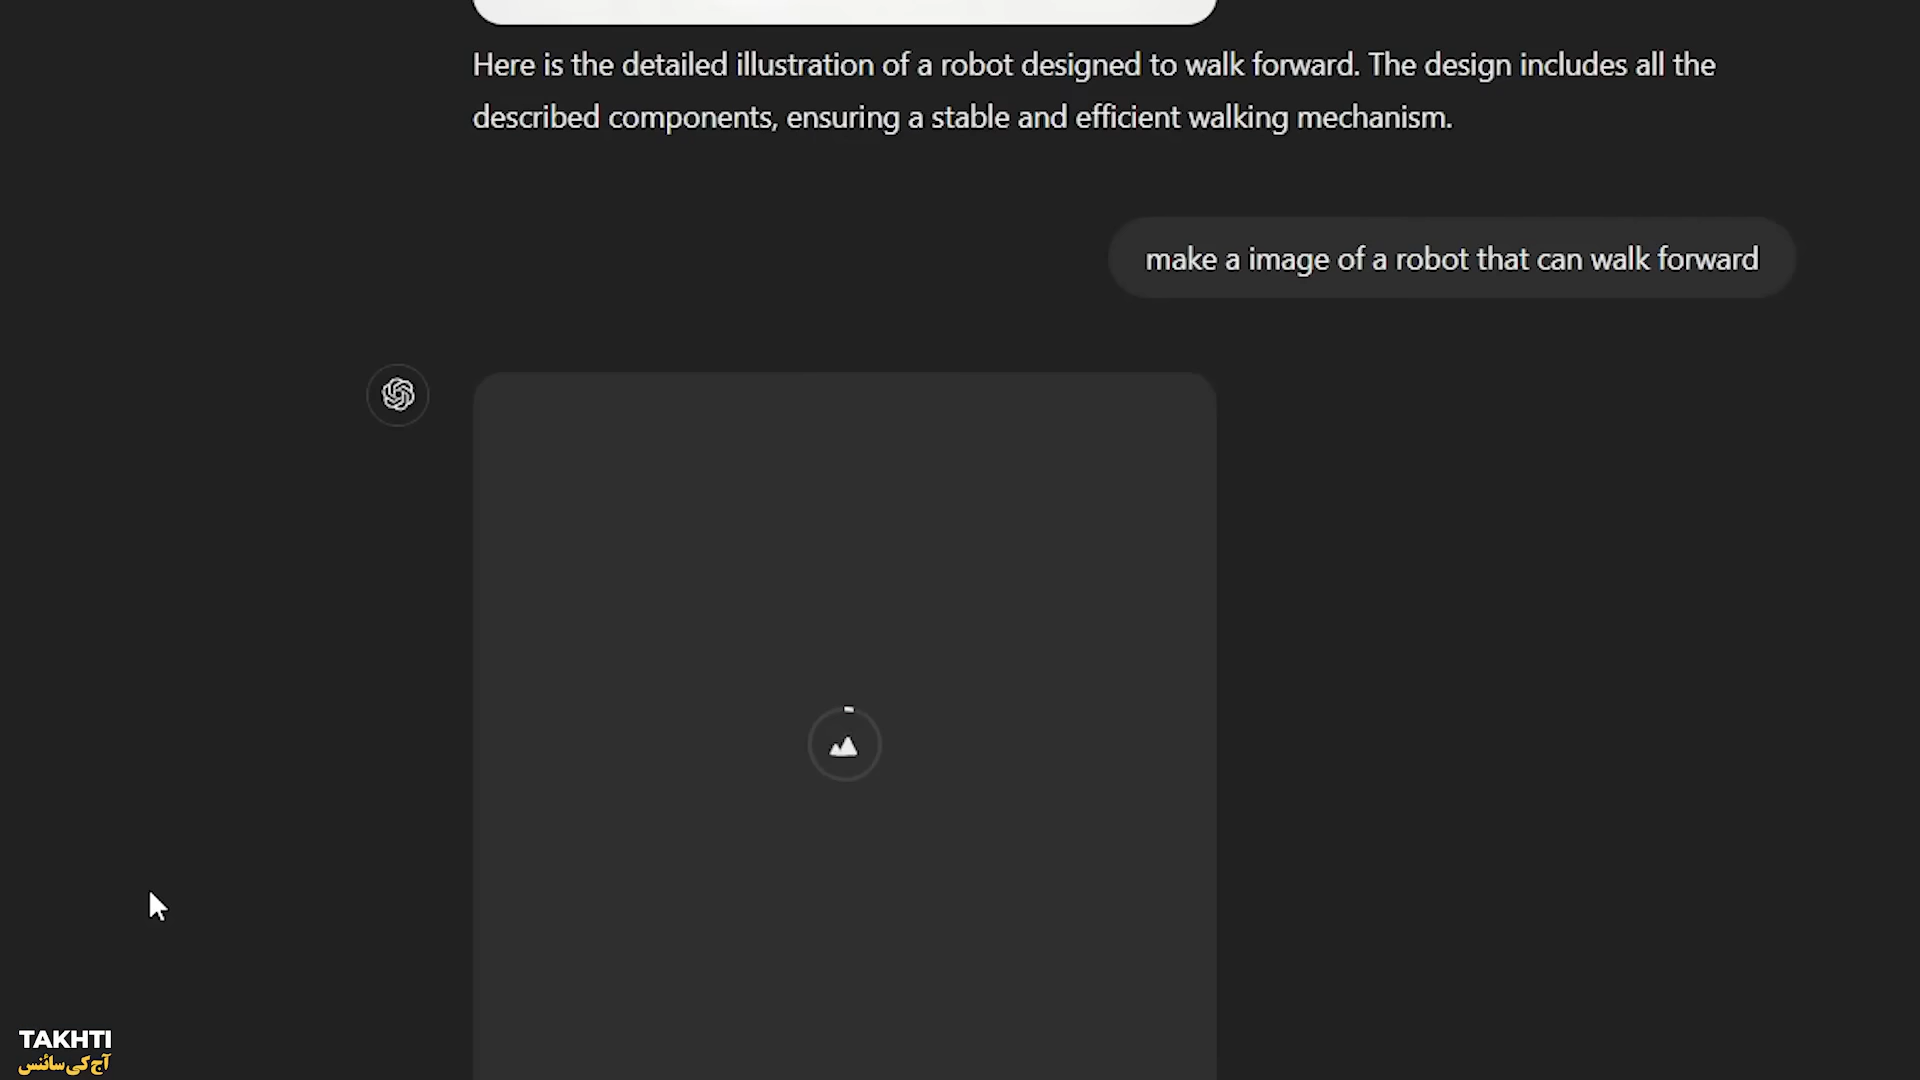 Here is the detailed illustration of a robot designed to walk forward. The design includes all the
described components, ensuring a stable and efficient walking mechanism.
make a image of a robot that can walk forward
TAKHTI
آج کی سائنس